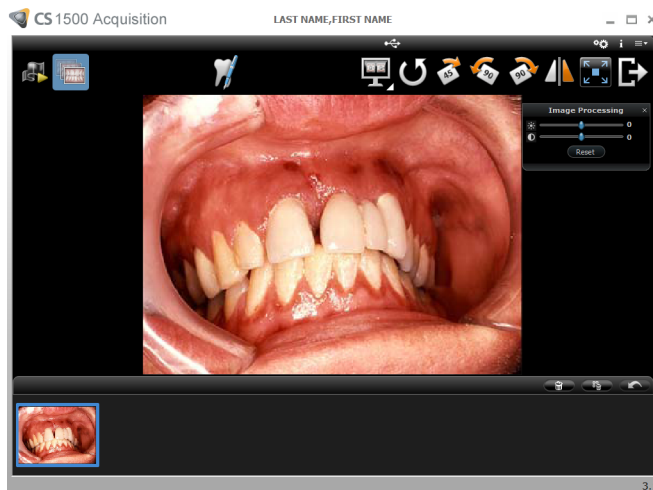 CS 1500 Acquisition
LAST NAME,FIRST NAME
i
45
90
90
Image Processing
0
0
Reset
3.